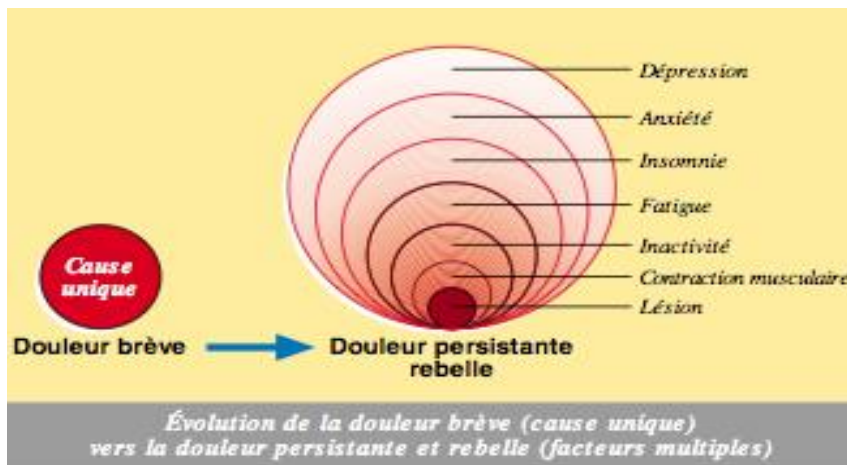 Dépression
Anxiété
Insomnie
Fatigue
Inactivité
Contraction musculaire
Lésion
Cause
unique
Douleur brève
Douleur persistante
rebelle
Évolution de la douleur brève (cause unique)
vers la douleur persistante et rebelle (facteurs multiples)